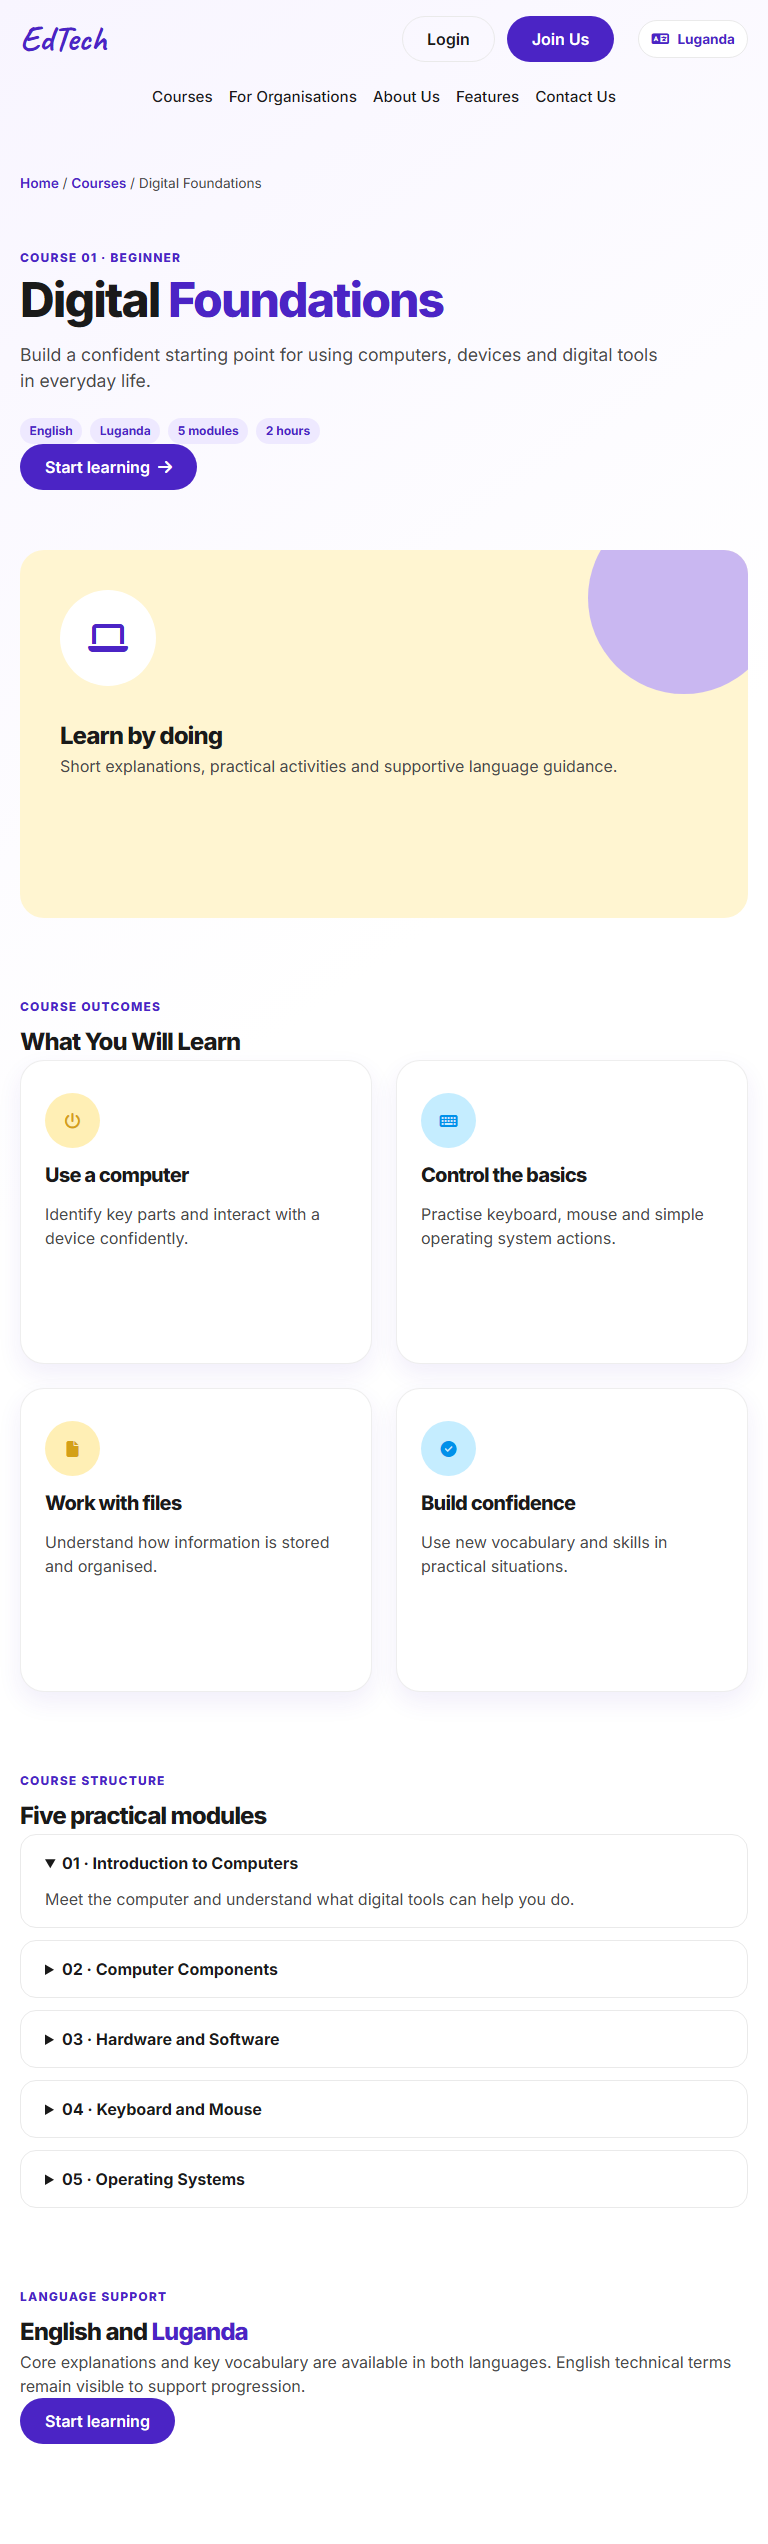 EdTech
Login
Join Us
Luganda
Courses
For Organisations
About Us
Features
Contact Us
Home / Courses / Digital Foundations
COURSE 01 · BEGINNER
Digital Foundations
Build a confident starting point for using computers, devices and digital tools
in everyday life.
English
Luganda
5 modules
2 hours
Start learning →
Learn by doing
Short explanations, practical activities and supportive language guidance.
COURSE OUTCOMES
What You Will Learn
Use a computer
Identify key parts and interact with a
device confidently.
Control the basics
Practise keyboard, mouse and simple
operating system actions.
Work with files
Understand how information is stored
and organised.
Build confidence
Use new vocabulary and skills in
practical situations.
COURSE STRUCTURE
Five practical modules
▼ 01 · Introduction to Computers
Meet the computer and understand what digital tools can help you do.
▶ 02 · Computer Components
▶ 03 · Hardware and Software
▶ 04 · Keyboard and Mouse
▶ 05 · Operating Systems
LANGUAGE SUPPORT
English and Luganda
Core explanations and key vocabulary are available in both languages. English technical terms
remain visible to support progression.
Start learning